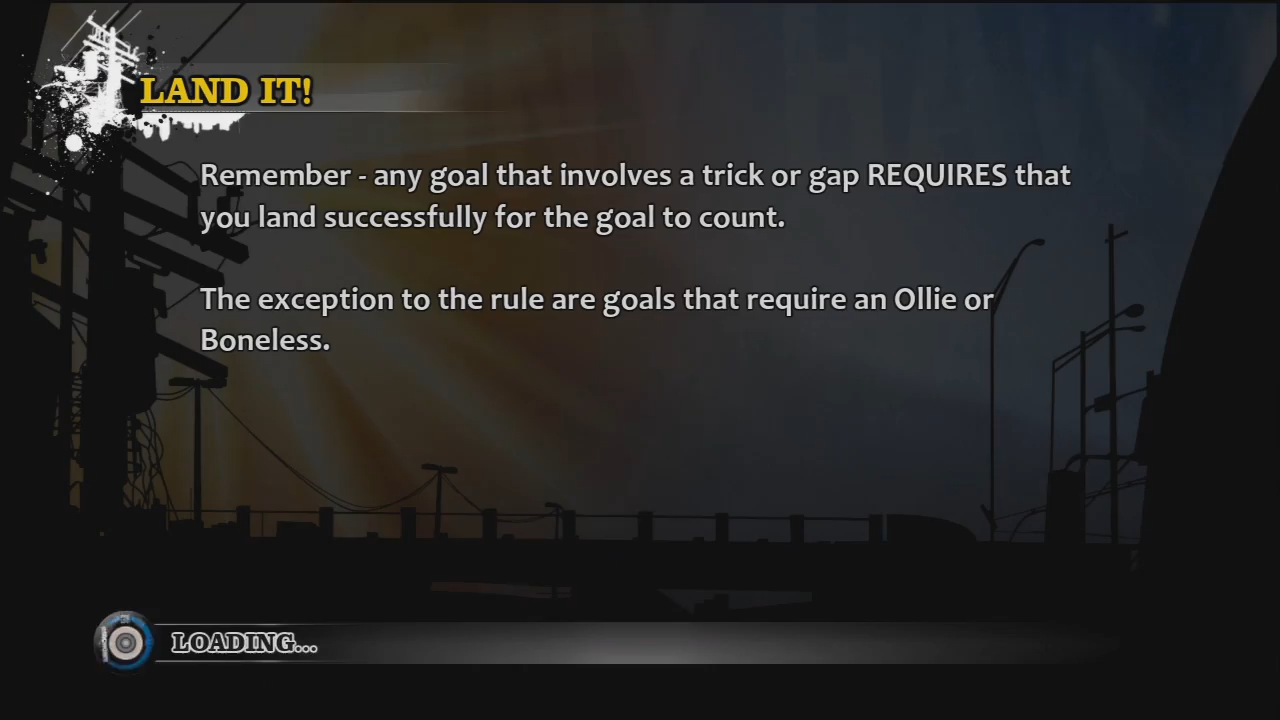 LAND IT!
Remember - any goal that involves a trick or gap REQUIRES that
you land successfully for the goal to count.
The exception to the rule are goals that require an Ollie or
Boneless.
LOADING...